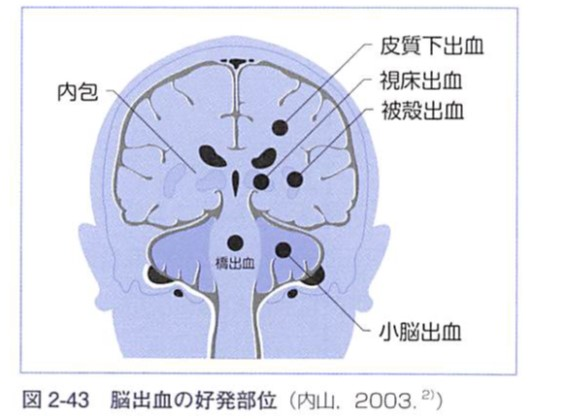 皮質下出血
視床出血
内包
被殻出血
橋出血
小脳出血
図 2-43 脳出血の好発部位（内山，2003.²⁾）